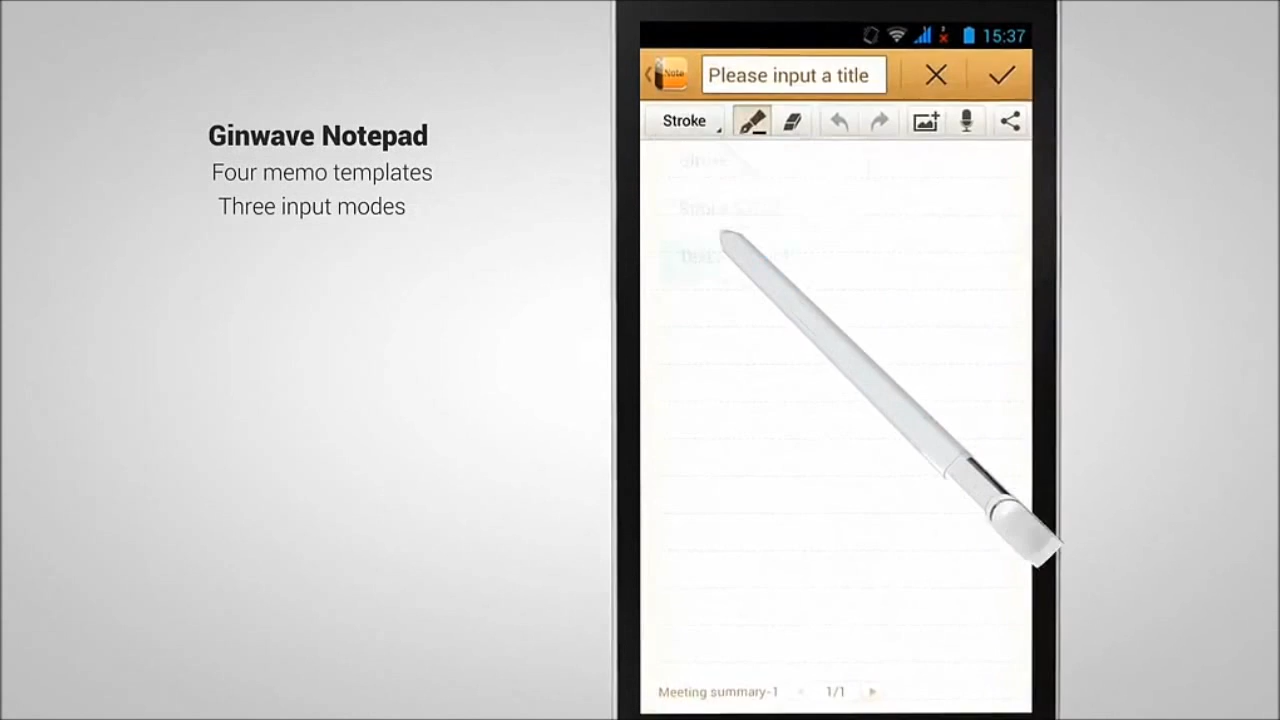 Ginwave Notepad
Four memo templates
Three input modes
15:37
Note
Please input a title
Stroke
Meeting summary-1
1/1